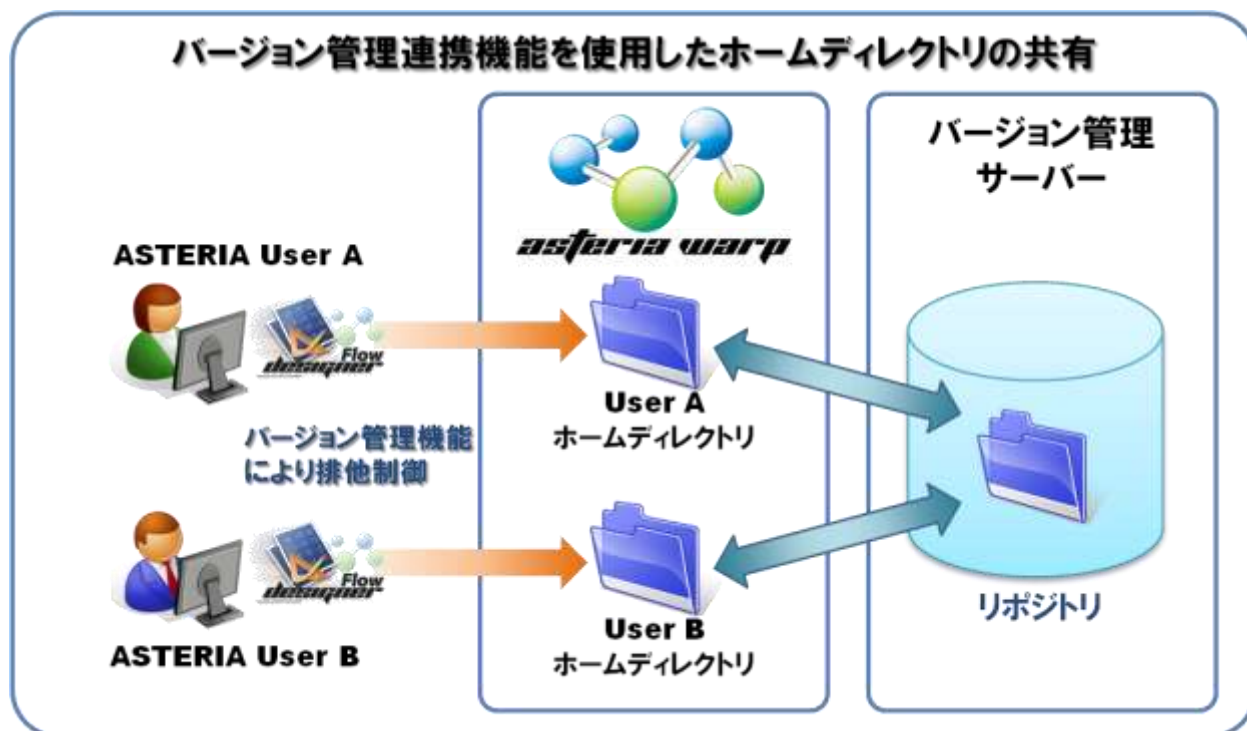 バージョン管理連携機能を使用したホームディレクトリの共有
asteria warp
バージョン管理
サーバー
ASTERIA User A
Flow
designer
User A
ホームディレクトリ
バージョン管理機能
により排他制御
Flow
designer
ASTERIA User B
User B
ホームディレクトリ
リポジトリ